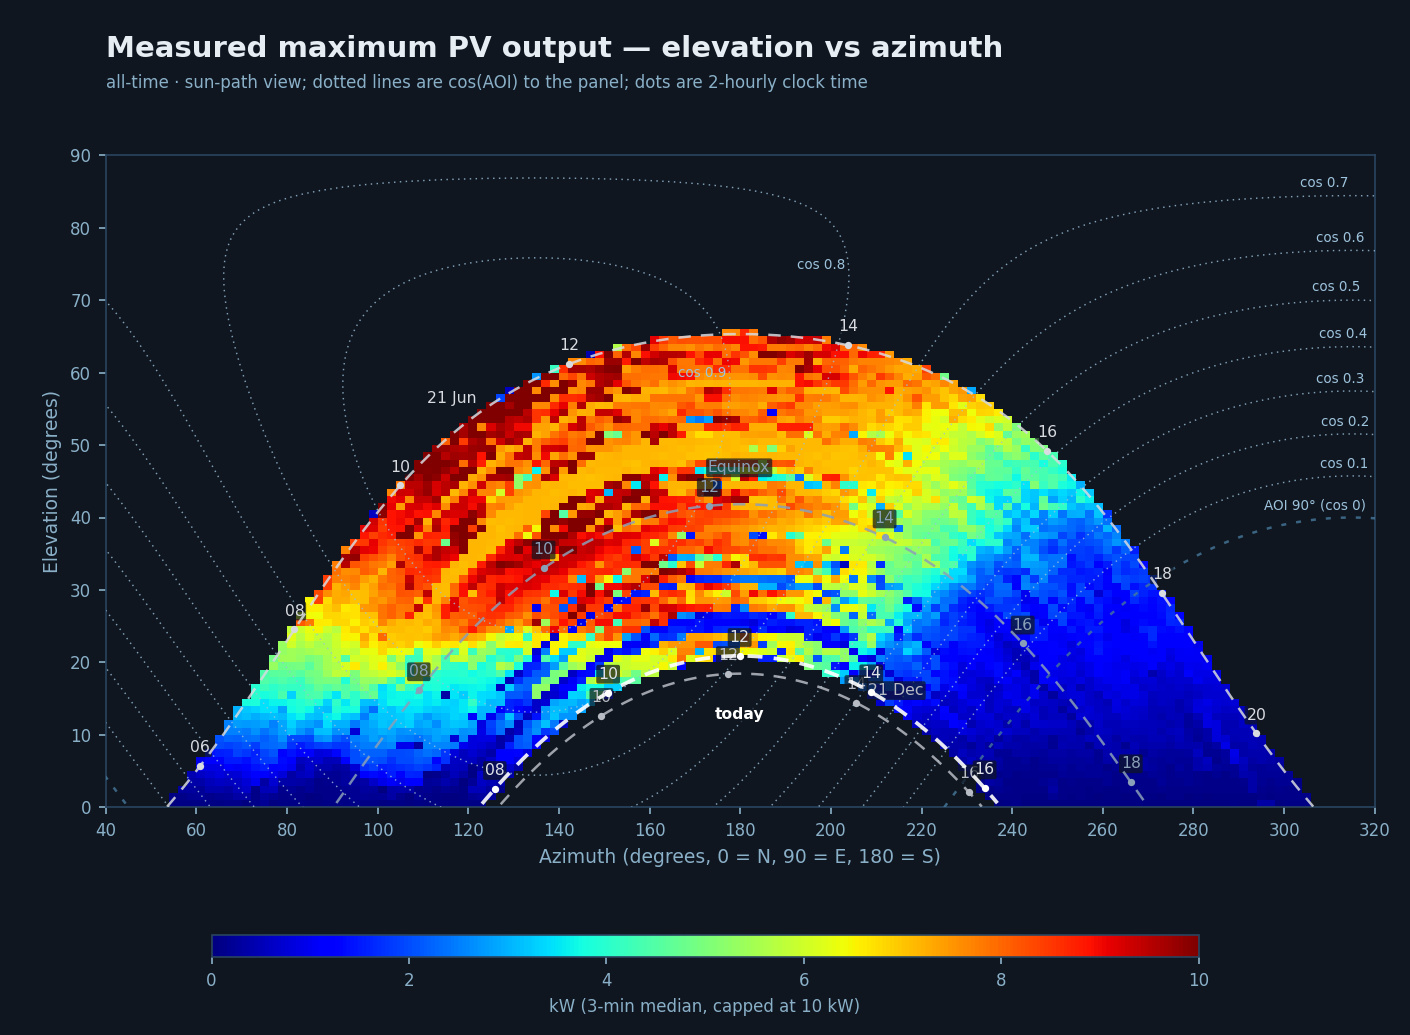 Measured maximum PV output — elevation vs azimuth
all-time · sun-path view; dotted lines are cos(AOI) to the panel; dots are 2-hourly clock time
90
80
70
60
50
40
30
20
10
0
Elevation (degrees)
cos 0.7
cos 0.6
cos 0.5
cos 0.4
cos 0.3
cos 0.2
cos 0.1
AOI 90° (cos 0)
cos 0.8
cos 0.9
21 Jun
06
08
10
12
14
16
18
20
Equinox
08
10
12
14
16
18
21 Dec
10
12
14
16
today
08
10
12
14
16
40 60 80 100 120 140 160 180 200 220 240 260 280 300 320
Azimuth (degrees, 0 = N, 90 = E, 180 = S)
0 2 4 6 8 10
kW (3-min median, capped at 10 kW)